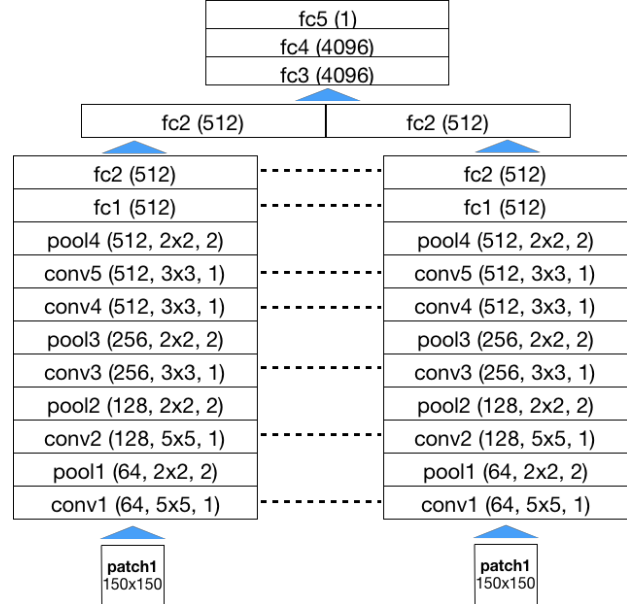 fc5 (1)
fc4 (4096)
fc3 (4096)
fc2 (512) fc2 (512)
fc2 (512) fc2 (512)
fc1 (512) fc1 (512)
pool4 (512, 2x2, 2) pool4 (512, 2x2, 2)
conv5 (512, 3x3, 1) conv5 (512, 3x3, 1)
conv4 (512, 3x3, 1) conv4 (512, 3x3, 1)
pool3 (256, 2x2, 2) pool3 (256, 2x2, 2)
conv3 (256, 3x3, 1) conv3 (256, 3x3, 1)
pool2 (128, 2x2, 2) pool2 (128, 2x2, 2)
conv2 (128, 5x5, 1) conv2 (128, 5x5, 1)
pool1 (64, 2x2, 2) pool1 (64, 2x2, 2)
conv1 (64, 5x5, 1) conv1 (64, 5x5, 1)
patch1 patch1
150x150 150x150